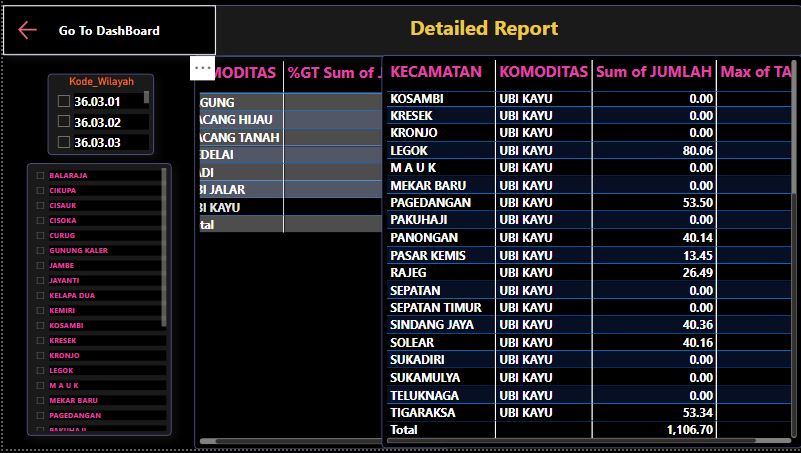 Go To DashBoard
Detailed Report
Kode_Wilayah
36.03.01
36.03.02
36.03.03
BALARAJA
CIKUPA
CISAUK
CISOKA
CURUG
GUNUNG KALER
JAMBE
JAYANTI
KELAPA DUA
KEMIRI
KOSAMBI
KRESEK
KRONJO
LEGOK
M A U K
MEKAR BARU
PAGEDANGAN
PAKUHAJI
MODITAS %GT Sum of J
GUNG
ACANG HIJAU
ACANG TANAH
EDELAI
ADI
BI JALAR
BI KAYU
tal
KECAMATAN KOMODITAS Sum of JUMLAH Max of TA
KOSAMBI UBI KAYU 0.00
KRESEK UBI KAYU 0.00
KRONJO UBI KAYU 0.00
LEGOK UBI KAYU 80.06
M A U K UBI KAYU 0.00
MEKAR BARU UBI KAYU 0.00
PAGEDANGAN UBI KAYU 53.50
PAKUHAJI UBI KAYU 0.00
PANONGAN UBI KAYU 40.14
PASAR KEMIS UBI KAYU 13.45
RAJEG UBI KAYU 26.49
SEPATAN UBI KAYU 0.00
SEPATAN TIMUR UBI KAYU 0.00
SINDANG JAYA UBI KAYU 40.36
SOLEAR UBI KAYU 40.16
SUKADIRI UBI KAYU 0.00
SUKAMULYA UBI KAYU 0.00
TELUKNAGA UBI KAYU 0.00
TIGARAKSA UBI KAYU 53.34
Total 1,106.70